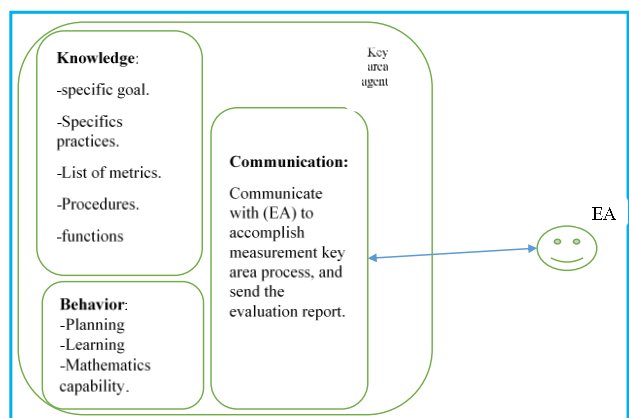 Knowledge:
-specific goal.
-Specifics
practices.
-List of metrics.
-Procedures.
-functions
Key
area
agent
Communication:
Communicate
with (EA) to
accomplish
measurement key
area process, and
send the
evaluation report.
EA
Behavior:
-Planning
-Learning
-Mathematics
capability.